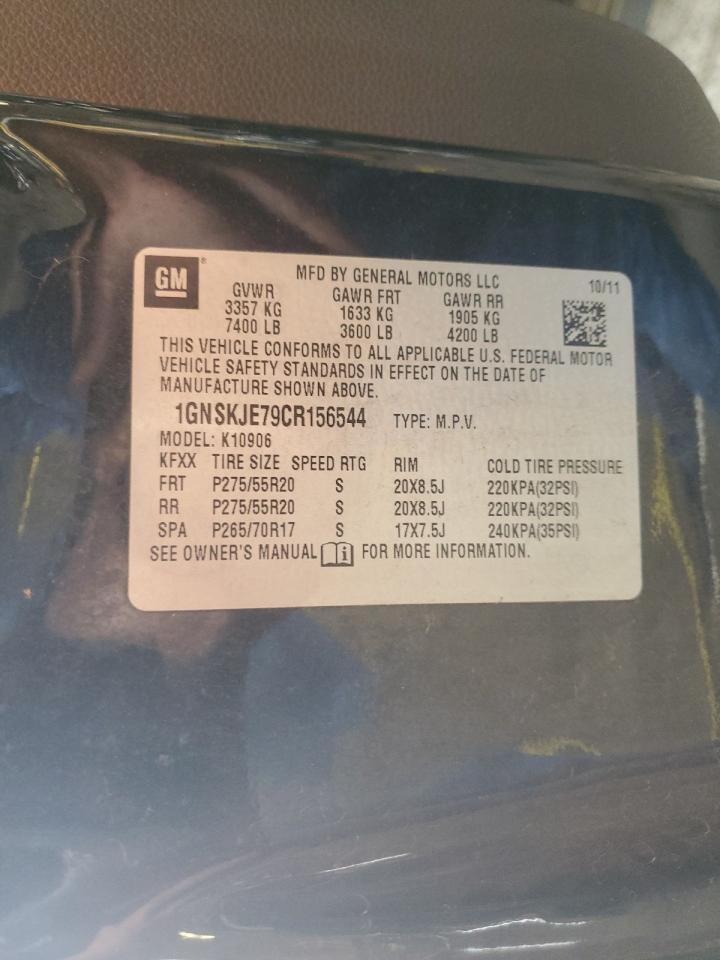 GM®
MFD BY GENERAL MOTORS LLC 10/11
GVWR GAWR FRT GAWR RR
3357 KG 1633 KG 1905 KG
7400 LB 3600 LB 4200 LB
THIS VEHICLE CONFORMS TO ALL APPLICABLE U.S. FEDERAL MOTOR
VEHICLE SAFETY STANDARDS IN EFFECT ON THE DATE OF
MANUFACTURE SHOWN ABOVE.
1GNSKJE79CR156544 TYPE: M.P.V.
MODEL: K10906
KFXX TIRE SIZE SPEED RTG RIM COLD TIRE PRESSURE
FRT P275/55R20 S 20X8.5J 220KPA(32PSI)
RR P275/55R20 S 20X8.5J 220KPA(32PSI)
SPA P265/70R17 S 17X7.5J 240KPA(35PSI)
SEE OWNER'S MANUAL i FOR MORE INFORMATION.